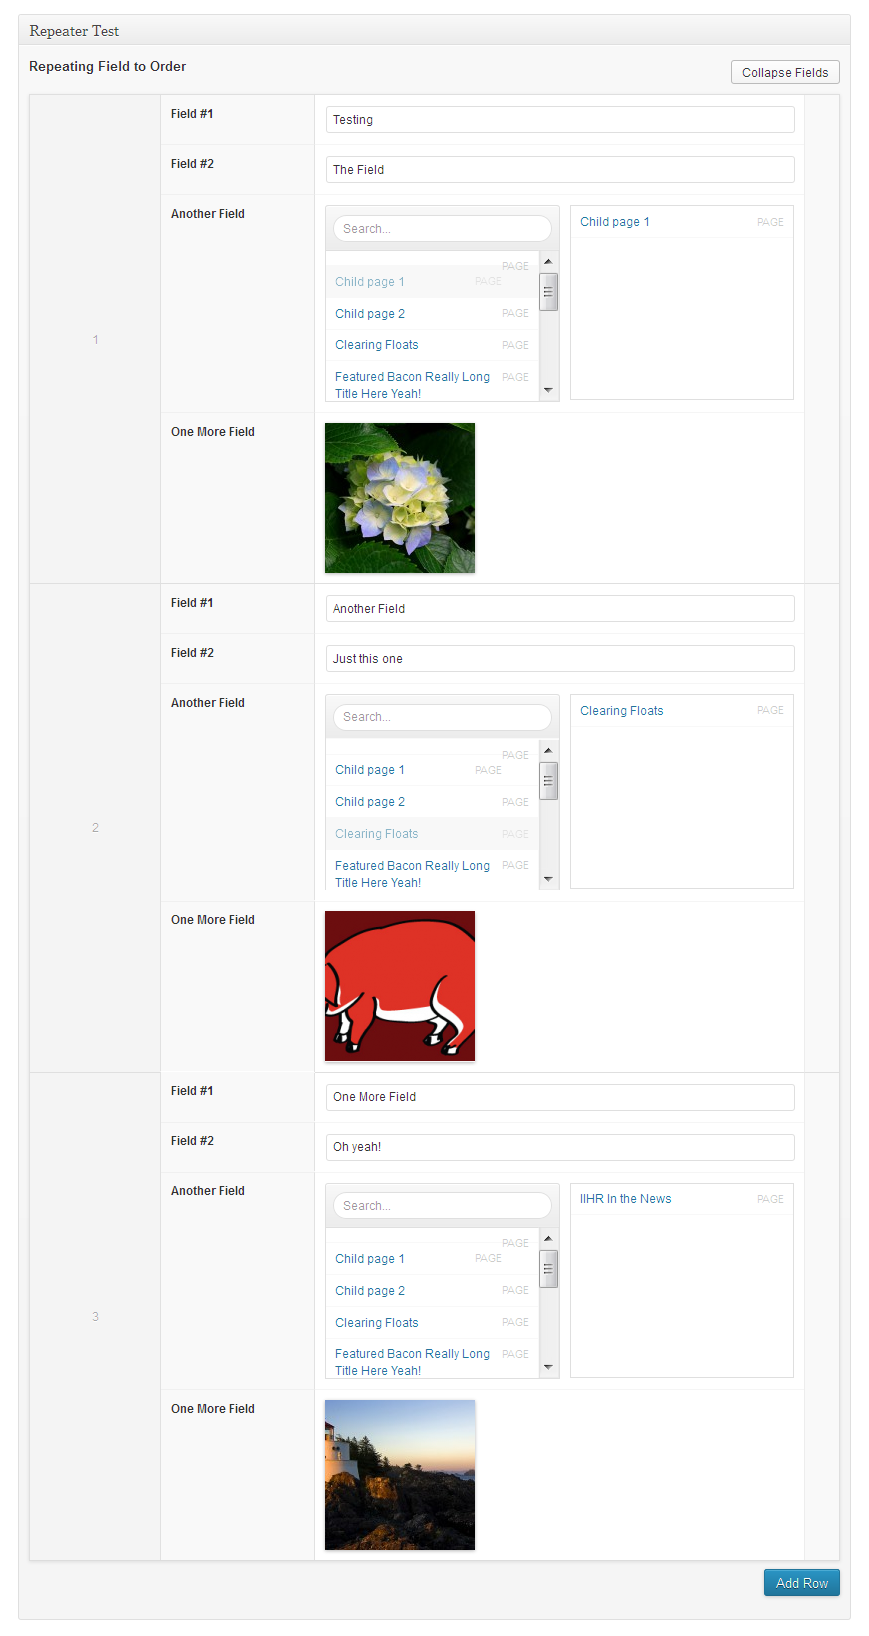 Repeater Test
Repeating Field to Order
Collapse Fields
1
Field #1
Testing
Field #2
The Field
Another Field
Search...
PAGE
Child page 1 PAGE
Child page 2 PAGE
Clearing Floats PAGE
Featured Bacon Really Long PAGE
Title Here Yeah!
Child page 1 PAGE
One More Field
2
Field #1
Another Field
Field #2
Just this one
Another Field
Search...
PAGE
Child page 1 PAGE
Child page 2 PAGE
Clearing Floats PAGE
Featured Bacon Really Long PAGE
Title Here Yeah!
Clearing Floats PAGE
One More Field
3
Field #1
One More Field
Field #2
Oh yeah!
Another Field
Search...
PAGE
Child page 1 PAGE
Child page 2 PAGE
Clearing Floats PAGE
Featured Bacon Really Long PAGE
Title Here Yeah!
IIHR In the News PAGE
One More Field
Add Row